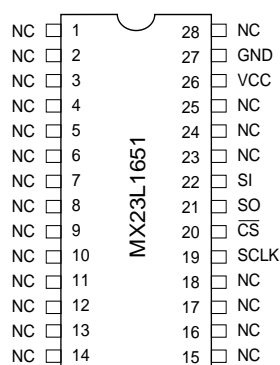 NC 1 28 NC
NC 2 27 GND
NC 3 26 VCC
NC 4 25 NC
NC 5 24 NC
NC 6 23 NC
NC 7 22 SI
NC 8 21 SO
NC 9 20 C̅S̅
NC 10 19 SCLK
NC 11 18 NC
NC 12 17 NC
NC 13 16 NC
NC 14 15 NC
MX23L1651